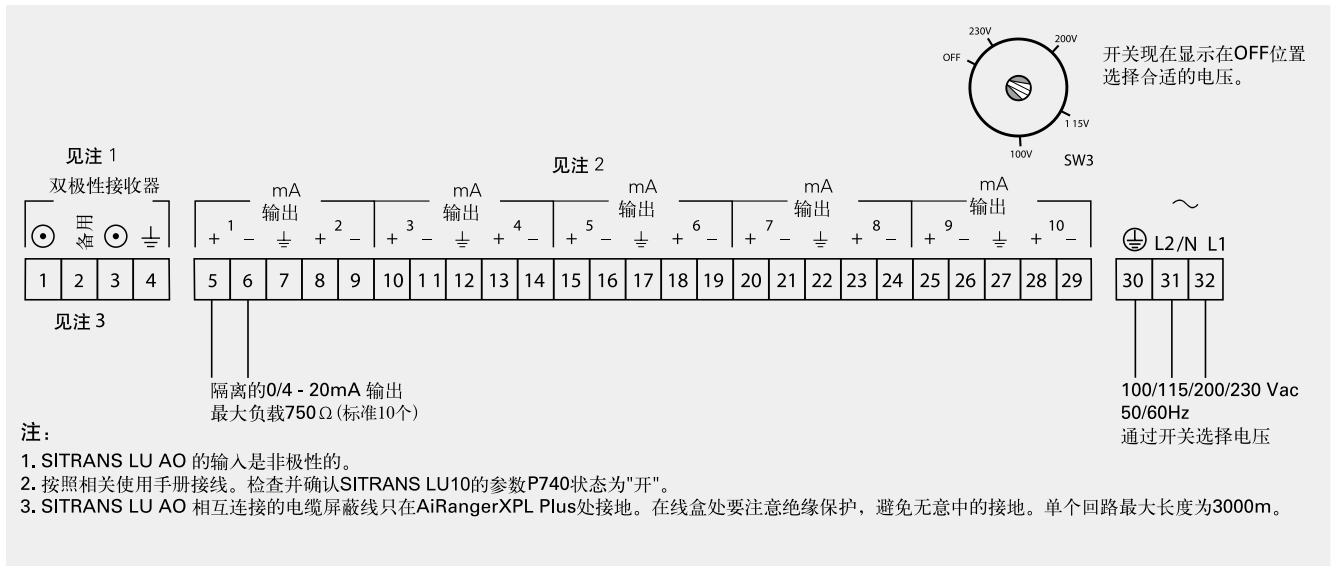 230V
200V
OFF
115V
100V
SW3
开关现在显示在OFF位置
选择合适的电压。
见注 1
双极性接收器
备用
见注 2
mA
输出
mA
输出
mA
输出
mA
输出
mA
输出
+ 1 − + 2 − + 3 − + 4 − + 5 − + 6 − + 7 − + 8 − + 9 − + 10 −
~
L2/N L1
1 2 3 4 5 6 7 8 9 10 11 12 13 14 15 16 17 18 19 20 21 22 23 24 25 26 27 28 29 30 31 32
见注 3
隔离的0/4 - 20mA 输出
最大负载750Ω(标准10个)
100/115/200/230 Vac
50/60Hz
通过开关选择电压
注：
1. SITRANS LU AO 的输入是非极性的。
2. 按照相关使用手册接线。检查并确认SITRANS LU10的参数P740状态为"开"。
3. SITRANS LU AO 相互连接的电缆屏蔽线只在AiRangerXPL Plus处接地。在线盒处要注意绝缘保护，避免无意中的接地。单个回路最大长度为3000m。